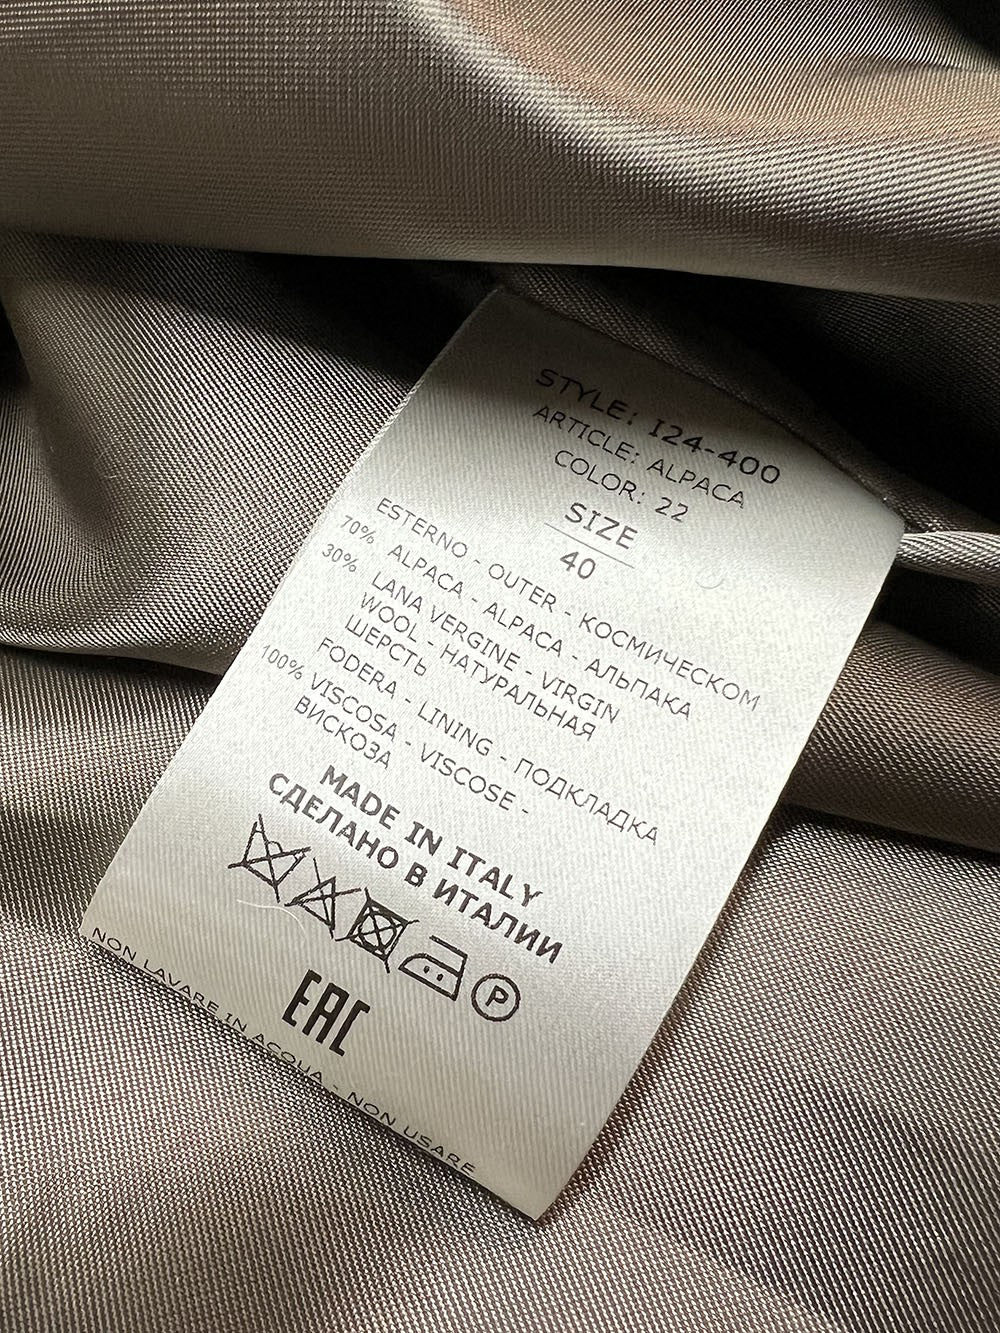 STYLE: I24-400
ARTICLE: ALPACA
COLOR: 22
SIZE
40
ESTERNO - OUTER - КОСМИЧЕСКОМ
70% ALPACA - ALPACA - АЛЬПАКА
30% LANA VERGINE - VIRGIN
WOOL - НАТУРАЛЬНАЯ
ШЕРСТЬ
FODERA - LINING - ПОДКЛАДКА
100% VISCOSA - VISCOSE -
ВИСКОЗА
MADE IN ITALY
СДЕЛАНО В ИТАЛИИ
P
EAC
NON LAVARE IN ACQUA - NON USARE